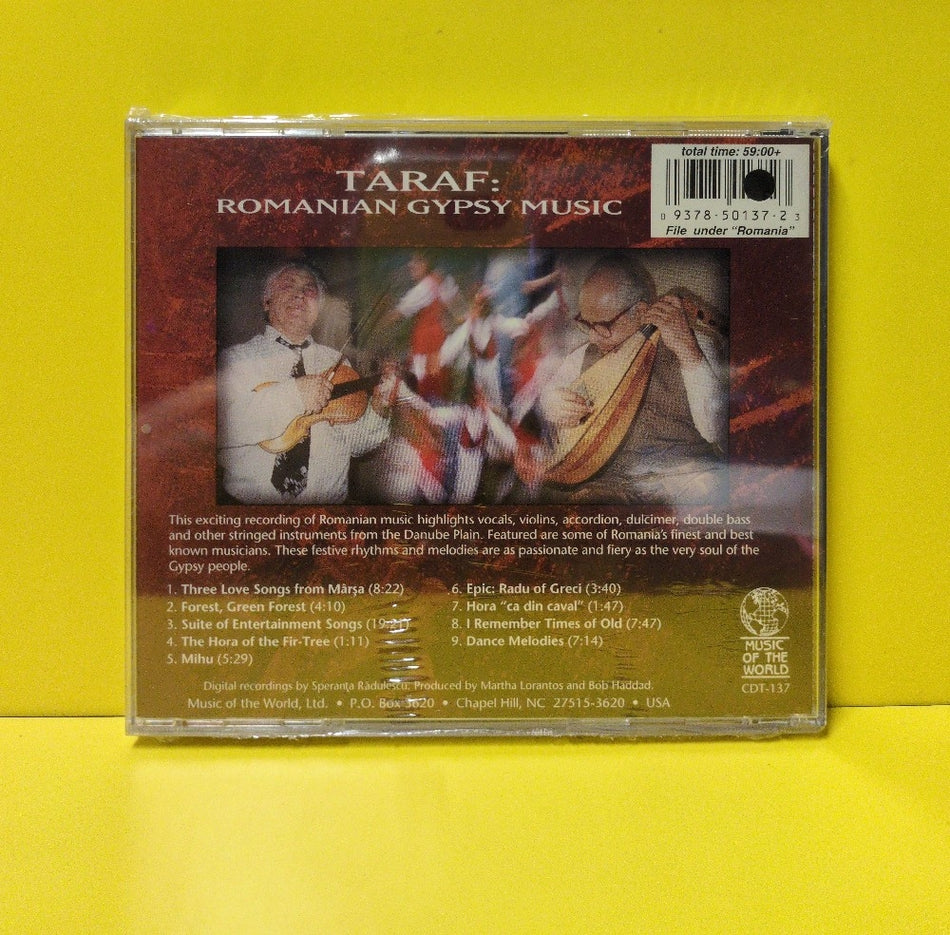 total time: 59:00+
0 9378-50137-2 3
File under "Romania"
TARAF:
ROMANIAN GYPSY MUSIC
This exciting recording of Romanian music highlights vocals, violins, accordion, dulcimer, double bass
and other stringed instruments from the Danube Plain. Featured are some of Romania's finest and best
known musicians. These festive rhythms and melodies are as passionate and fiery as the very soul of the
Gypsy people.
1. Three Love Songs from Mârşa (8:22)
2. Forest, Green Forest (4:10)
3. Suite of Entertainment Songs (19:21)
4. The Hora of the Fir-Tree (1:11)
5. Mihu (5:29)
6. Epic: Radu of Greci (3:40)
7. Hora "ca din caval" (1:47)
8. I Remember Times of Old (7:47)
9. Dance Melodies (7:14)
MUSIC
OF THE
WORLD
CDT-137
Digital recordings by Speranţa Rădulescu. Produced by Martha Lorantos and Bob Haddad.
Music of the World, Ltd. • P.O. Box 3620 • Chapel Hill, NC 27515-3620 • USA